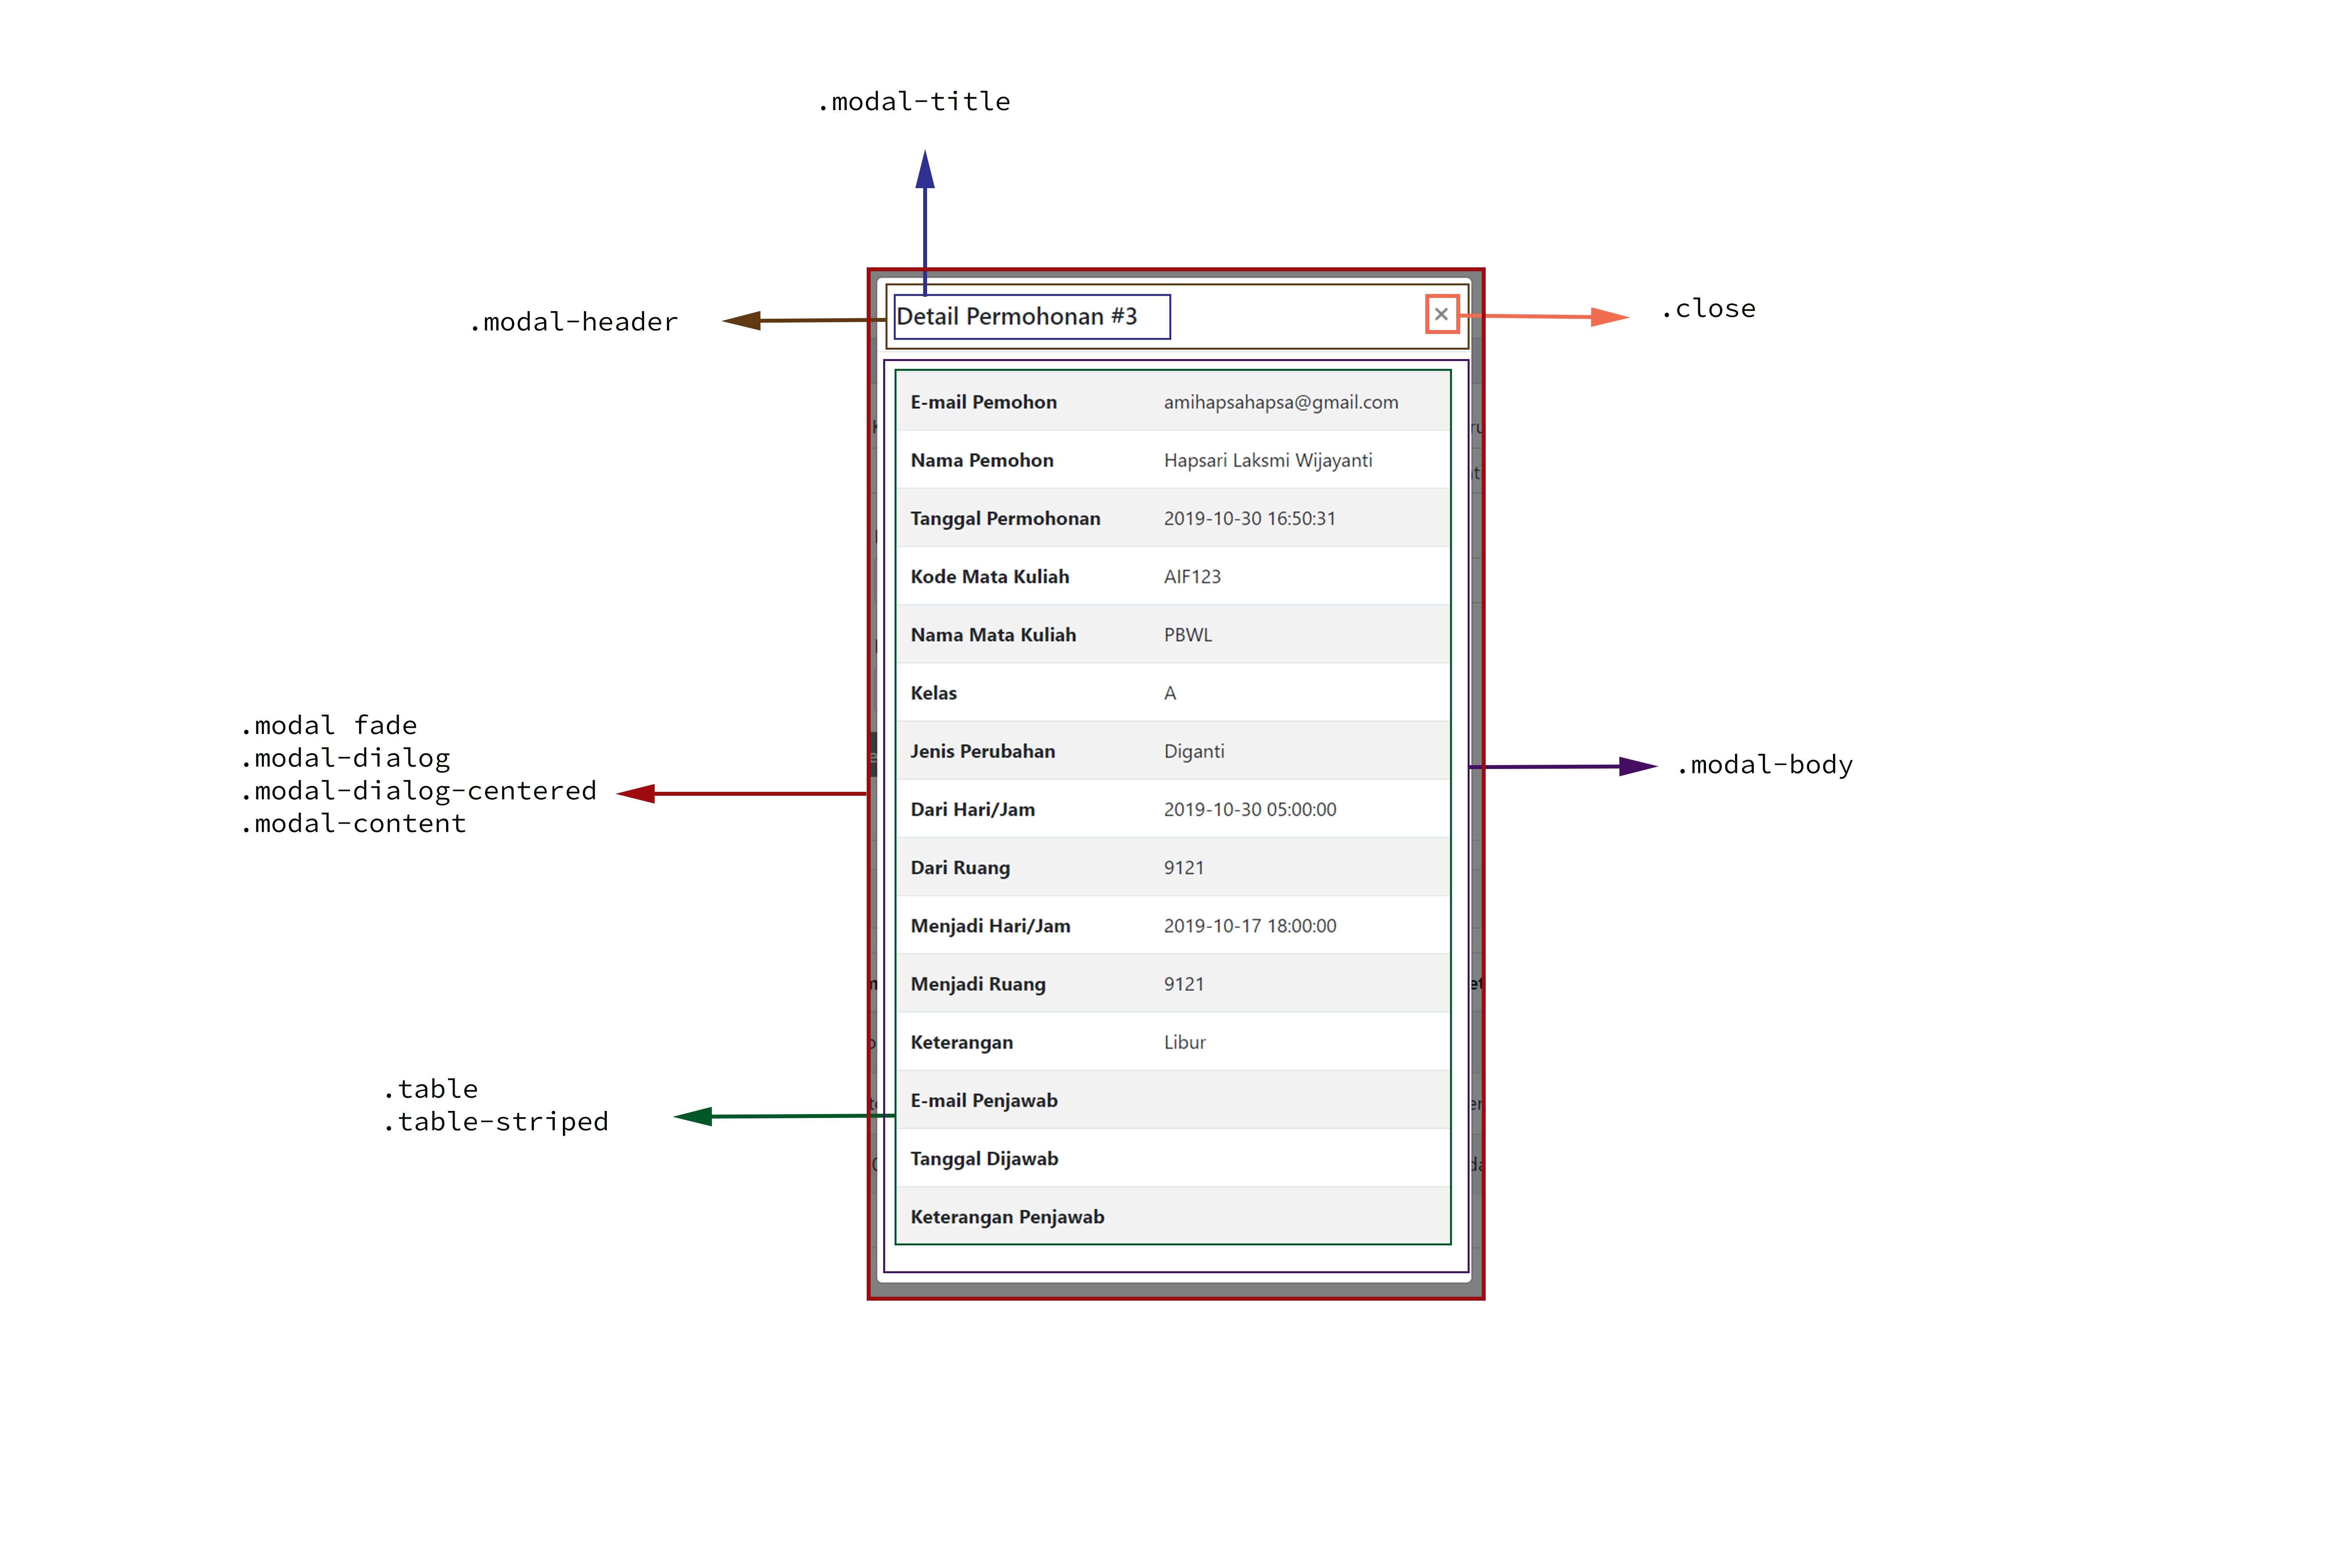 .modal-title
.modal-header
Detail Permohonan #3
×
.close
E-mail Pemohon amihapsahapsa@gmail.com
Nama Pemohon Hapsari Laksmi Wijayanti
Tanggal Permohonan 2019-10-30 16:50:31
Kode Mata Kuliah AIF123
Nama Mata Kuliah PBWL
Kelas A
Jenis Perubahan Diganti
Dari Hari/Jam 2019-10-30 05:00:00
Dari Ruang 9121
Menjadi Hari/Jam 2019-10-17 18:00:00
Menjadi Ruang 9121
Keterangan Libur
E-mail Penjawab
Tanggal Dijawab
Keterangan Penjawab
.modal fade
.modal-dialog
.modal-dialog-centered
.modal-content
.modal-body
.table
.table-striped